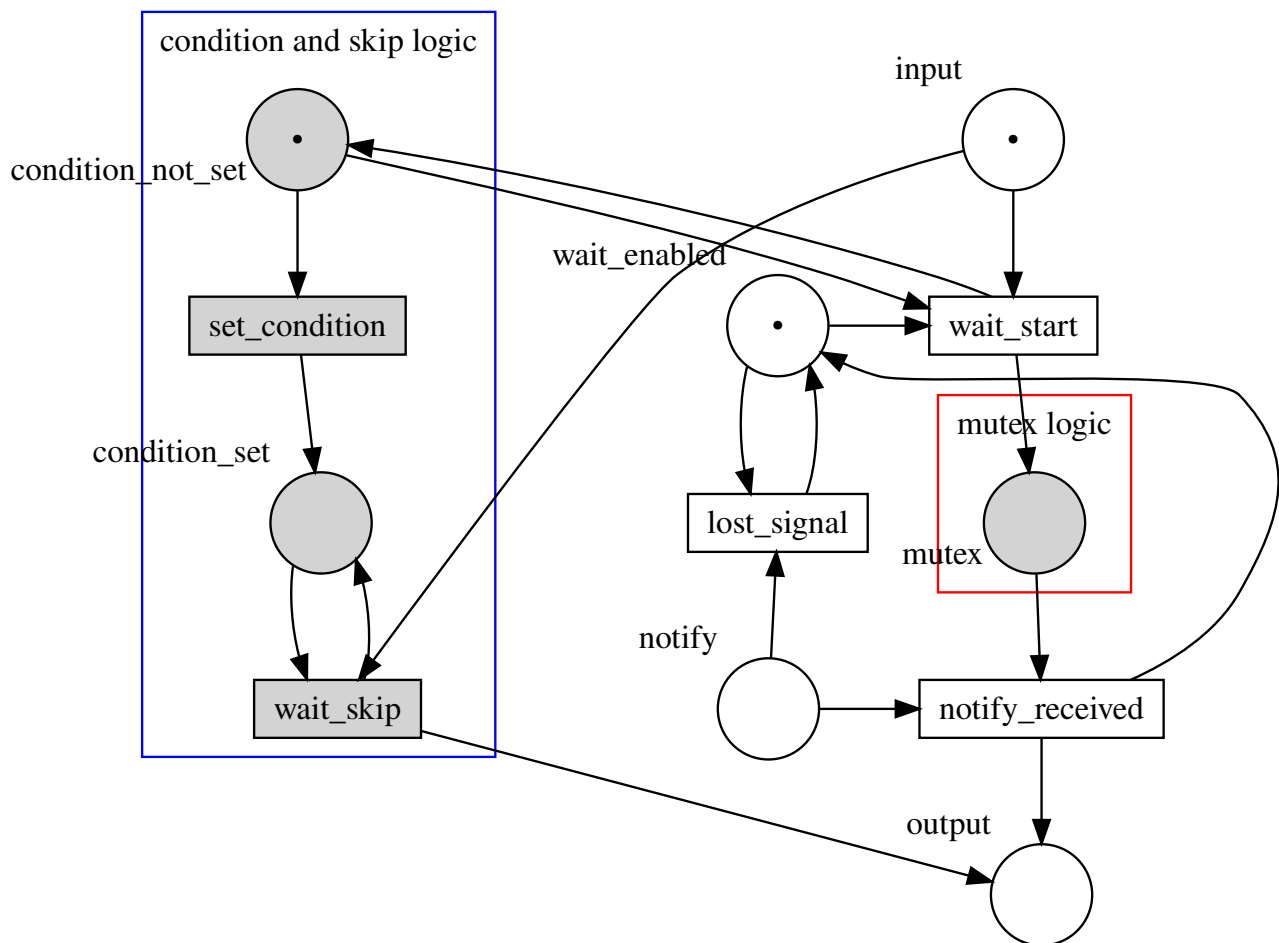 condition and skip logic
input
condition_not_set
wait_enabled
set_condition
wait_start
mutex logic
condition_set
lost_signal
mutex
notify
wait_skip
notify_received
output